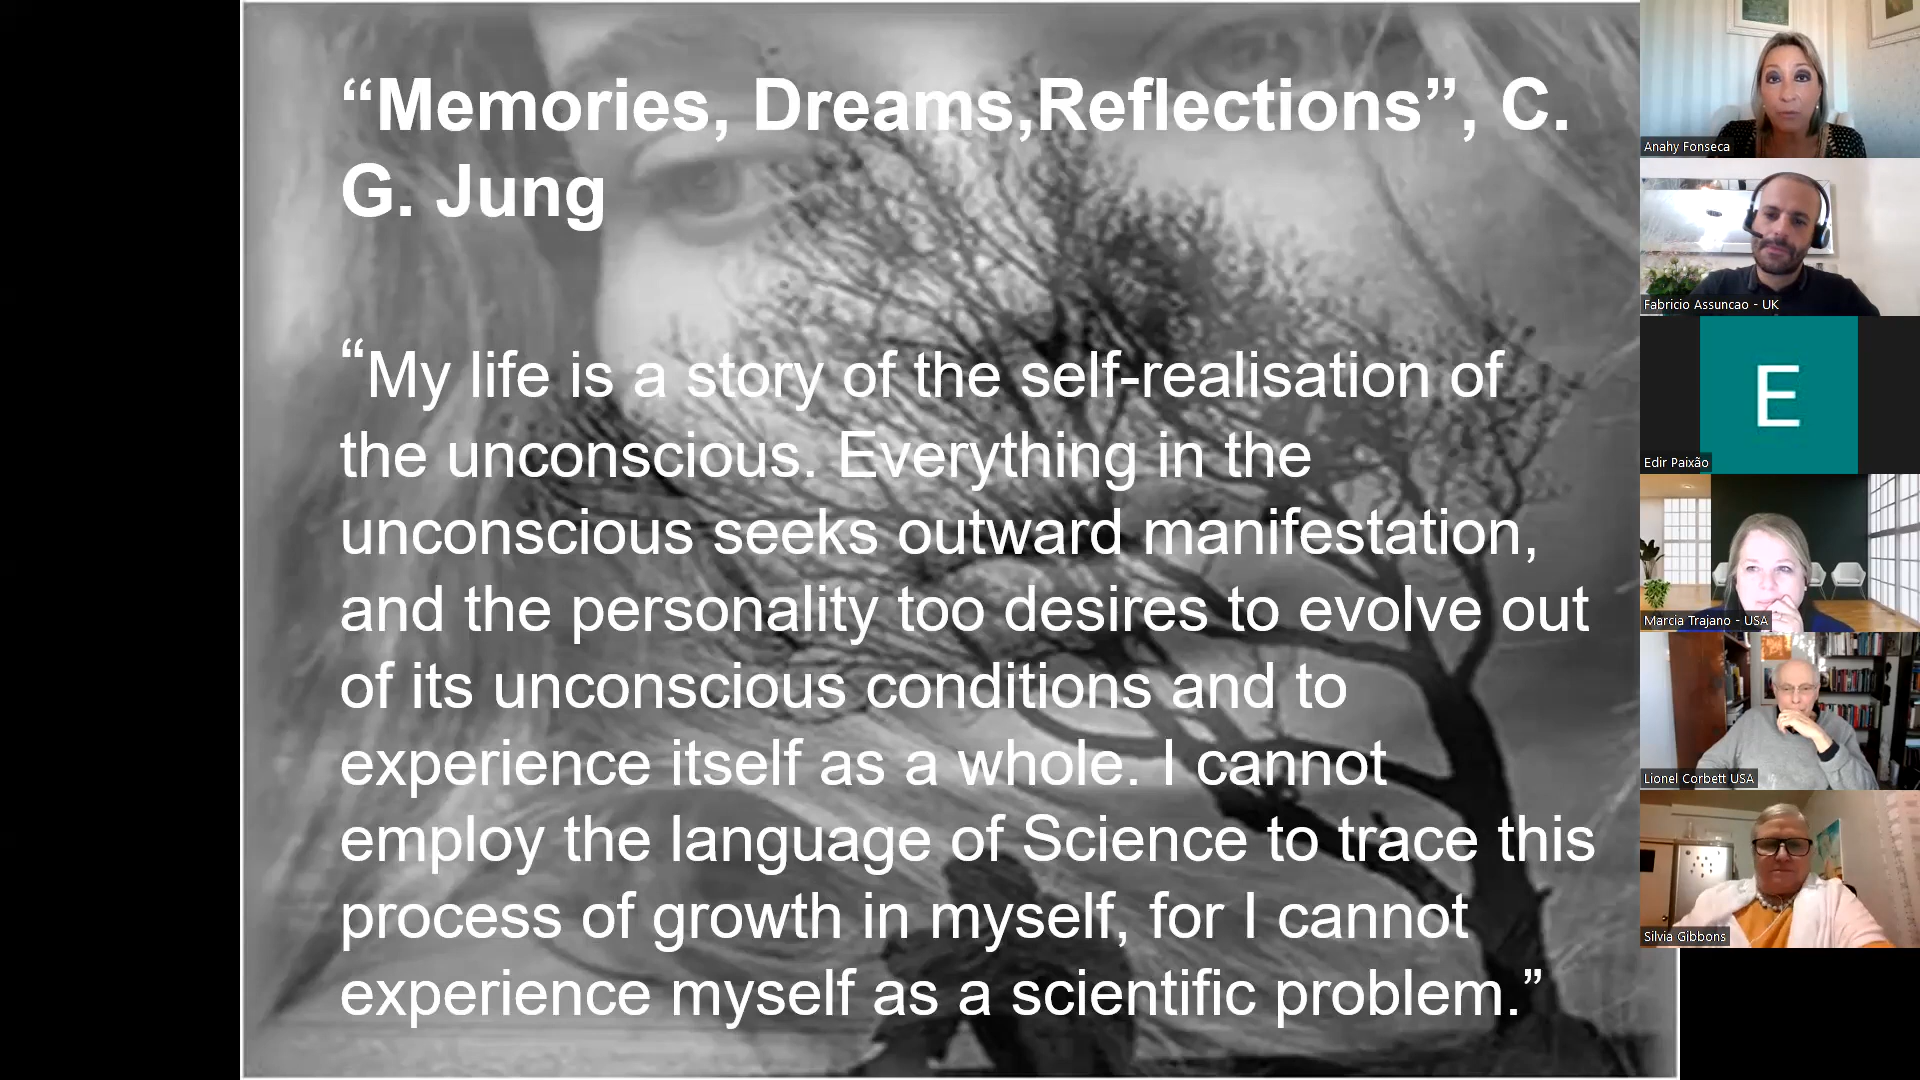 “Memories, Dreams,Reflections”, C.
G. Jung
“My life is a story of the self-realisation of
the unconscious. Everything in the
unconscious seeks outward manifestation,
and the personality too desires to evolve out
of its unconscious conditions and to
experience itself as a whole. I cannot
employ the language of Science to trace this
process of growth in myself, for I cannot
experience myself as a scientific problem.”
Anahy Fonseca
Fabricio Assuncao - UK
E
Edir Paixão
Marcia Trajano - USA
Lionel Corbett USA
Silvia Gibbons